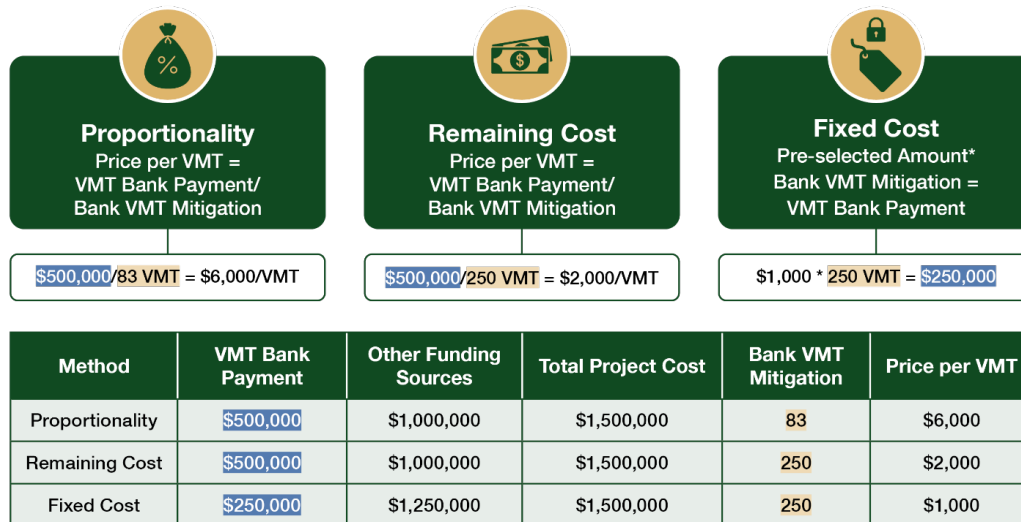 %
$
Proportionality
Price per VMT =
VMT Bank Payment/
Bank VMT Mitigation
Remaining Cost
Price per VMT =
VMT Bank Payment/
Bank VMT Mitigation
Fixed Cost
Pre-selected Amount*
Bank VMT Mitigation =
VMT Bank Payment
$500,000/83 VMT = $6,000/VMT
$500,000/250 VMT = $2,000/VMT
$1,000 * 250 VMT = $250,000
Method VMT Bank Payment Other Funding Sources Total Project Cost Bank VMT Mitigation Price per VMT
Proportionality $500,000 $1,000,000 $1,500,000 83 $6,000
Remaining Cost $500,000 $1,000,000 $1,500,000 250 $2,000
Fixed Cost $250,000 $1,250,000 $1,500,000 250 $1,000